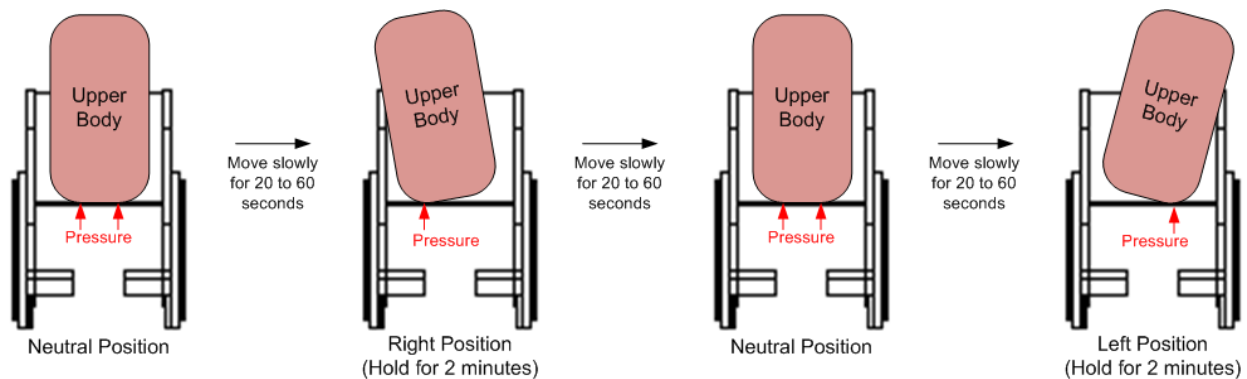 Upper
Body
Pressure
Neutral Position
Move slowly
for 20 to 60
seconds
Upper
Body
Pressure
Right Position
(Hold for 2 minutes)
Move slowly
for 20 to 60
seconds
Upper
Body
Pressure
Neutral Position
Move slowly
for 20 to 60
seconds
Upper
Body
Pressure
Left Position
(Hold for 2 minutes)